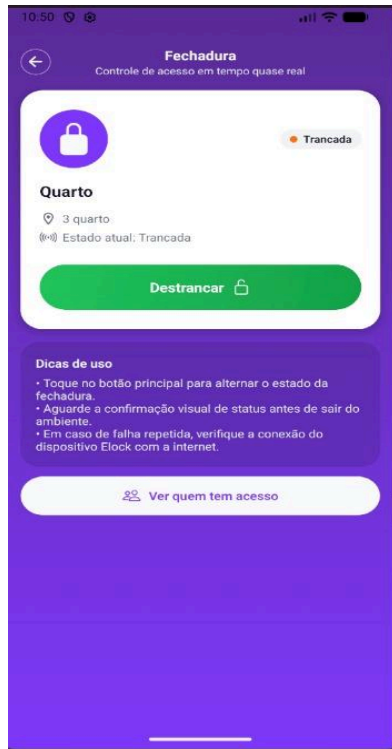 10:50
Fechadura
Controle de acesso em tempo quase real
Trancada
Quarto
3 quarto
Estado atual: Trancada
Destrancar
Dicas de uso
• Toque no botão principal para alternar o estado da
fechadura.
• Aguarde a confirmação visual de status antes de sair do
ambiente.
• Em caso de falha repetida, verifique a conexão do
dispositivo Elock com a internet.
Ver quem tem acesso